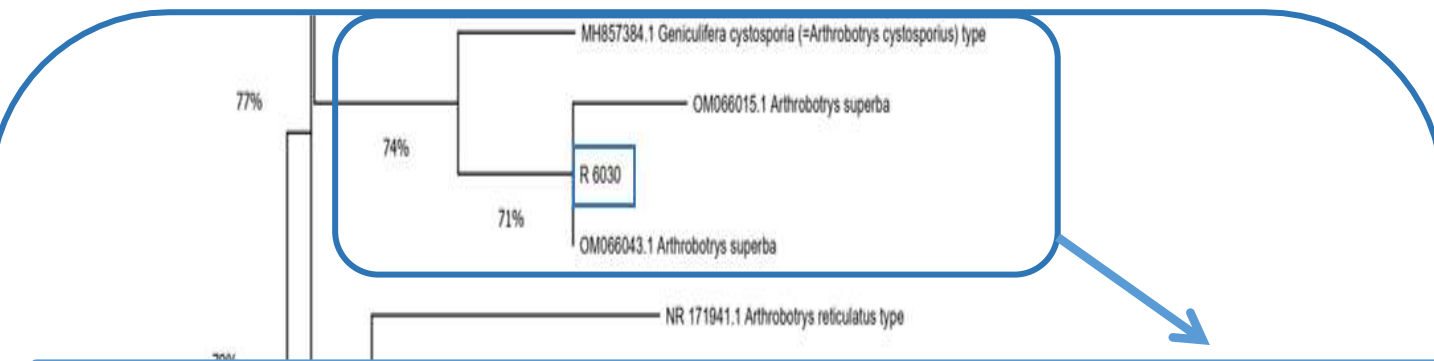 MH857384.1 Geniculifera cystosporia (=Arthrobotrys cystosporius) type
77%
OM066015.1 Arthrobotrys superba
74%
R 6030
71%
OM066043.1 Arthrobotrys superba
NR 171941.1 Arthrobotrys reticulatus type